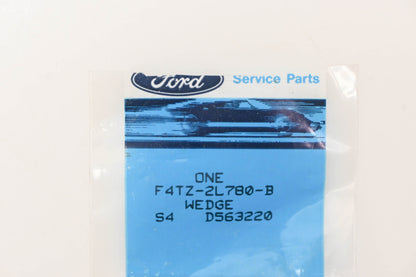 Ford Service Parts
ONE
F4TZ-2L780-B
WEDGE
S4 D563220